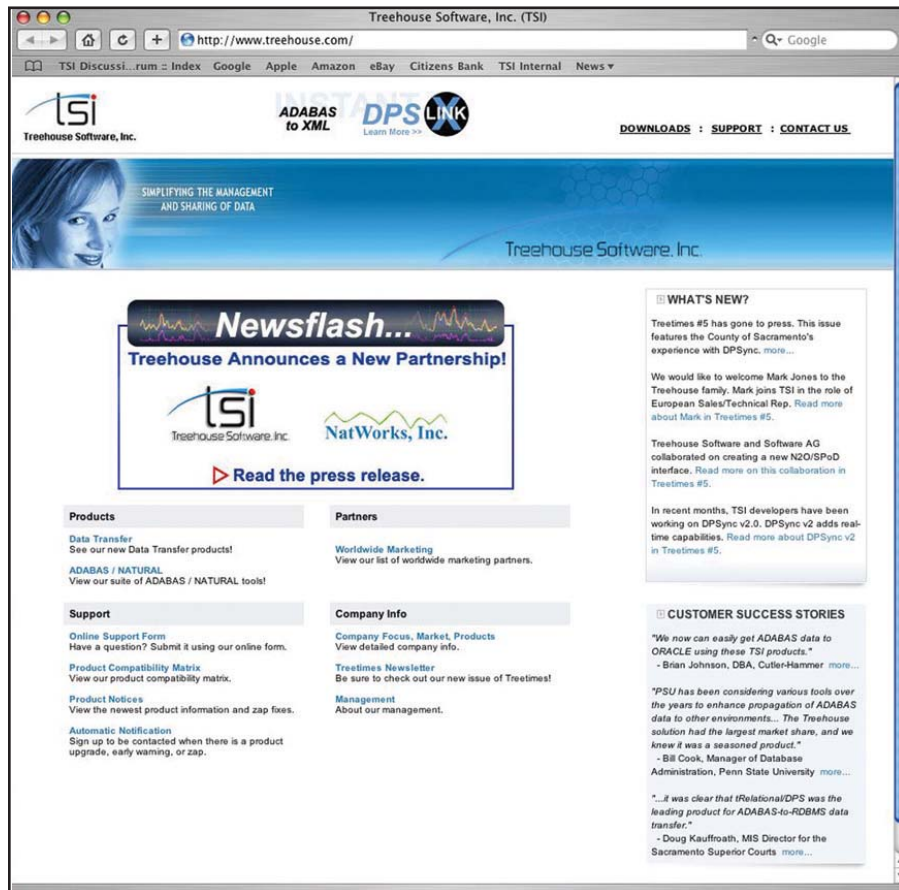 Treehouse Software, Inc. (TSI)
http://www.treehouse.com/
Google
TSI Discussi...rum :: Index Google Apple Amazon eBay Citizens Bank TSI Internal News
tsi
Treehouse Software, Inc.
INSTANT
ADABAS
to XML
DPS
LINK
X
Learn More >>
DOWNLOADS : SUPPORT : CONTACT US
SIMPLIFYING THE MANAGEMENT
AND SHARING OF DATA
Treehouse Software, Inc.
Newsflash...
Treehouse Announces a New Partnership!
tsi
Treehouse Software, Inc.
NatWorks, Inc.
Read the press release.
Products
Data Transfer
See our new Data Transfer products!
ADABAS / NATURAL
View our suite of ADABAS / NATURAL tools!
Partners
Worldwide Marketing
View our list of worldwide marketing partners.
Support
Online Support Form
Have a question? Submit it using our online form.
Product Compatibility Matrix
View our product compatibility matrix.
Product Notices
View the newest product information and zap fixes.
Automatic Notification
Sign up to be contacted when there is a product
upgrade, early warning, or zap.
Company Info
Company Focus, Market, Products
View detailed company info.
Treetimes Newsletter
Be sure to check out our new issue of Treetimes!
Management
About our management.
WHAT'S NEW?
Treetimes #5 has gone to press. This issue
features the County of Sacramento's
experience with DPSync. more...
We would like to welcome Mark Jones to the
Treehouse family. Mark joins TSI in the role of
European Sales/Technical Rep. Read more
about Mark in Treetimes #5.
Treehouse Software and Software AG
collaborated on creating a new N2O/SPoD
interface. Read more on this collaboration in
Treetimes #5.
In recent months, TSI developers have been
working on DPSync v2.0. DPSync v2 adds real-
time capabilities. Read more about DPSync v2
in Treetimes #5.
CUSTOMER SUCCESS STORIES
"We now can easily get ADABAS data to
ORACLE using these TSI products."
- Brian Johnson, DBA, Cutler-Hammer more...
"PSU has been considering various tools over
the years to enhance propagation of ADABAS
data to other environments... The Treehouse
solution had the largest market share, and we
knew it was a seasoned product."
- Bill Cook, Manager of Database
Administration, Penn State University more...
"...it was clear that tRelational/DPS was the
leading product for ADABAS-to-RDBMS data
transfer."
- Doug Kauffroath, MIS Director for the
Sacramento Superior Courts more...